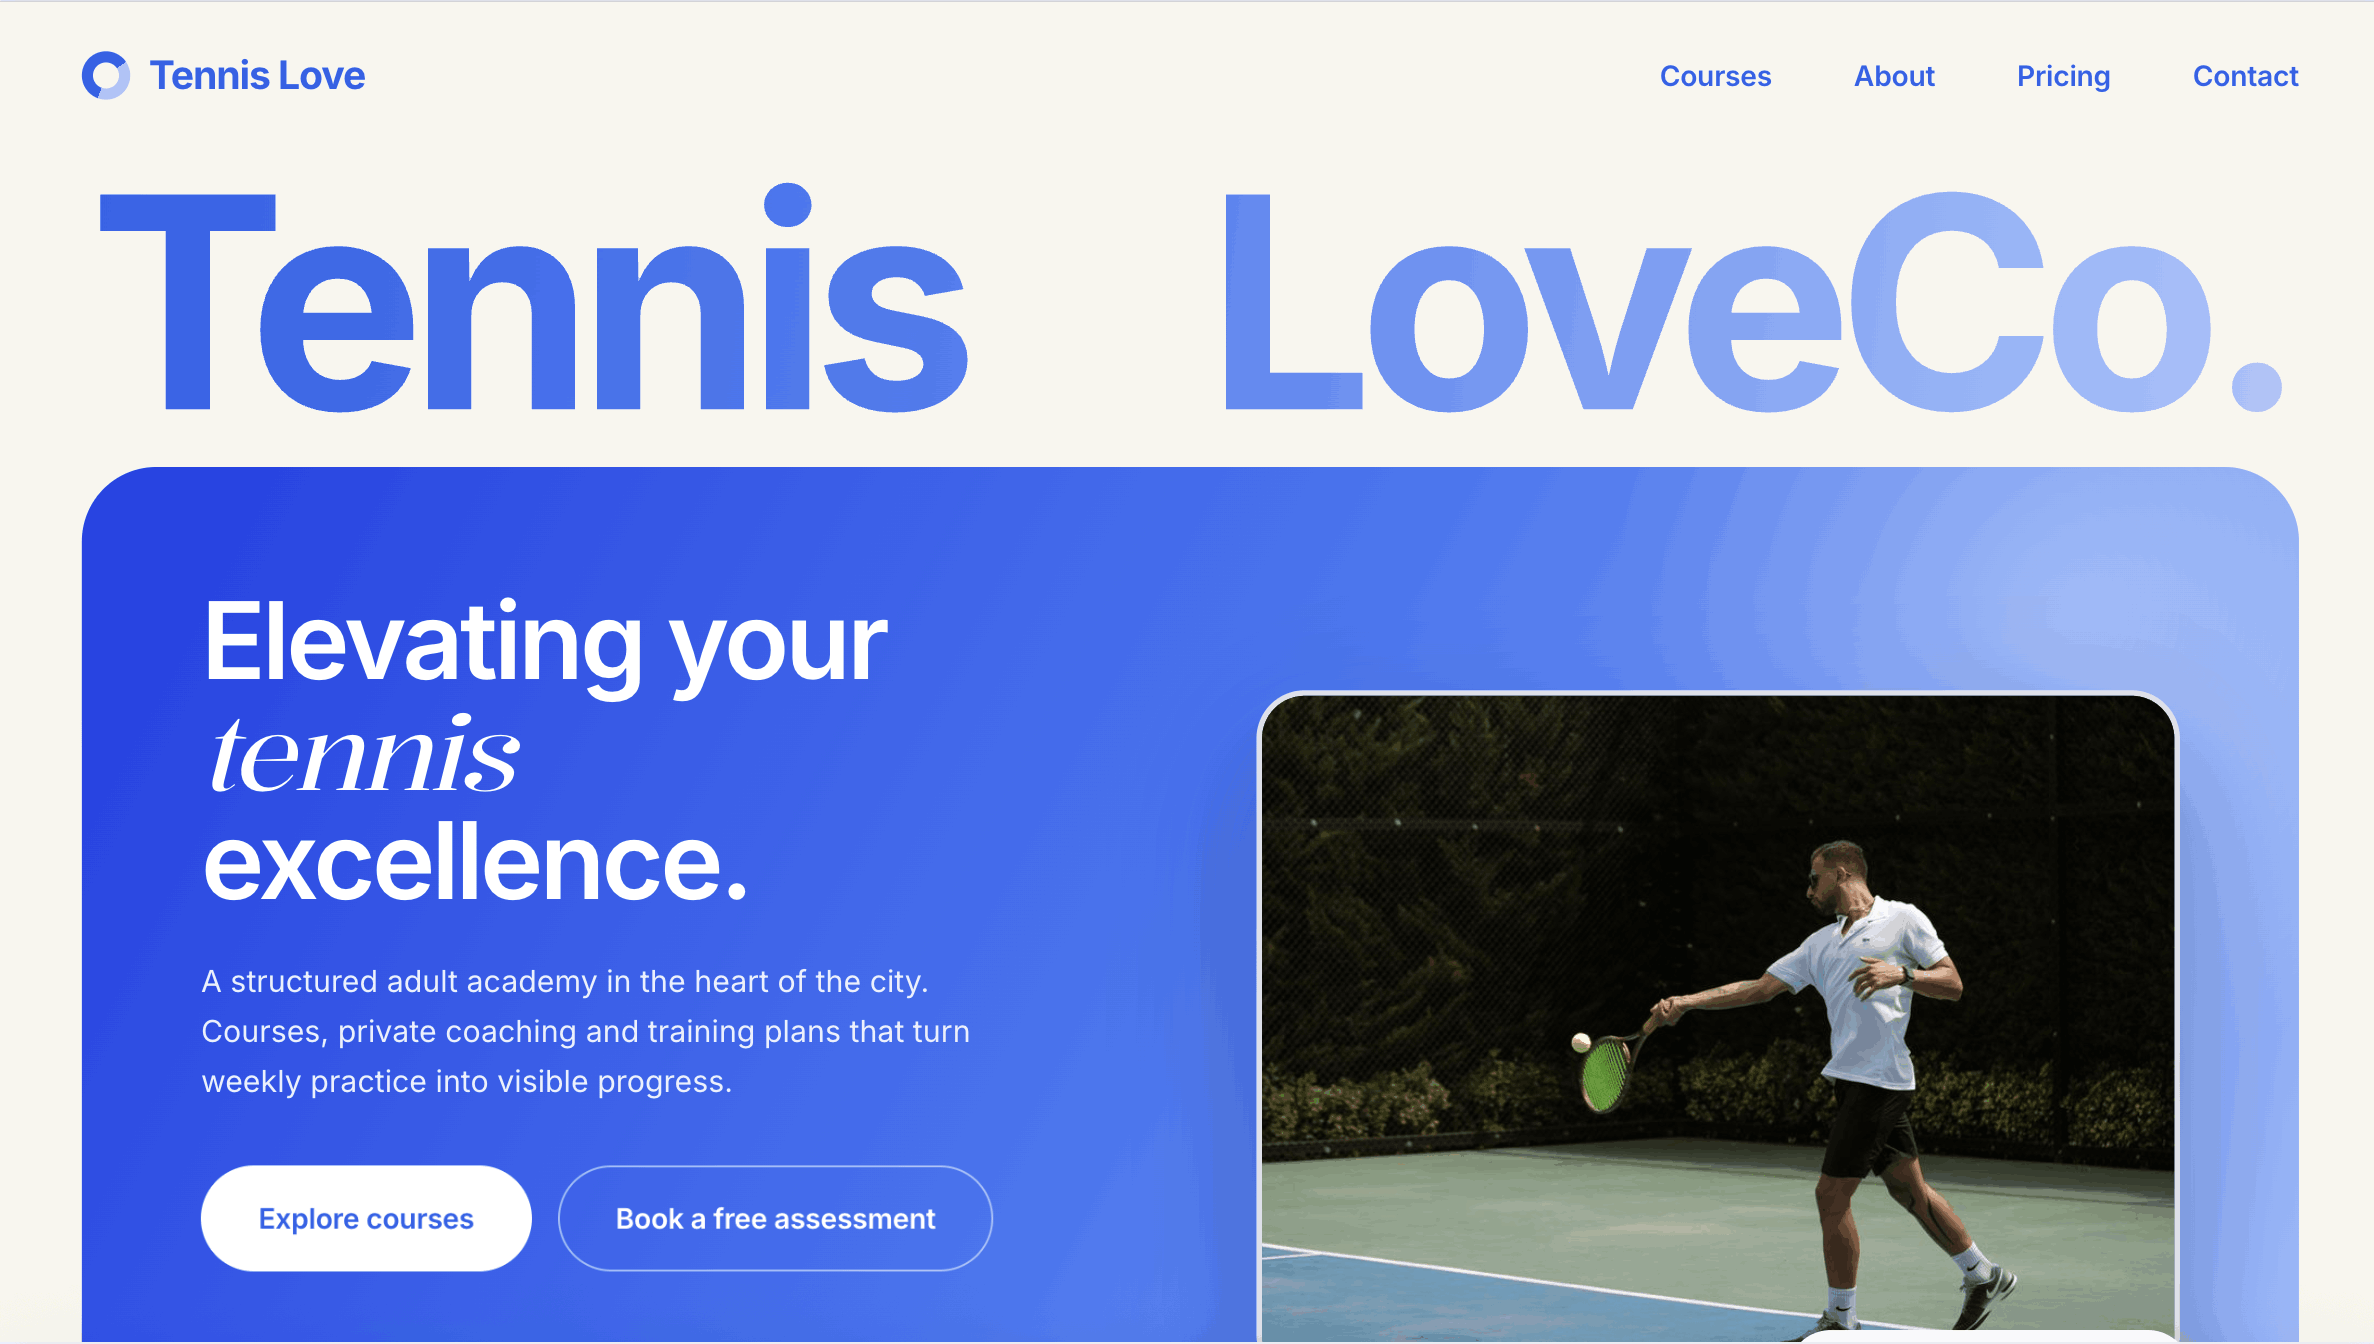 Tennis Love
Courses About Pricing Contact
Tennis LoveCo.
Elevating your
tennis
excellence.
A structured adult academy in the heart of the city.
Courses, private coaching and training plans that turn
weekly practice into visible progress.
Explore courses
Book a free assessment